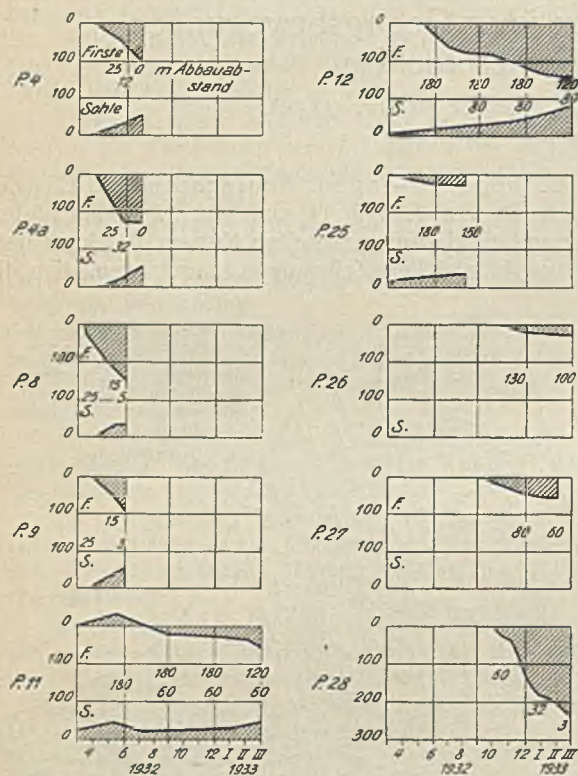 P.4
0
100
100
0
Firste
25 0 m Abbauab-
12 stand
Sohle
P.4a
0
100
100
0
F.
25 0
32
S.
P.8
0
100
100
0
F.
15
25 5
S.
P.9
0
100
100
0
F.
15
25 5
S.
P.11
0
100
100
0
F.
180 180 180 120
60 60 60
S.
4 6 8 10 12 I II III
1932 1933
P.12
0
100
100
0
F.
180 120 180 120
S.
80 80 80
P.25
0
100
100
0
F.
180 150
S.
P.26
0
100
100
0
F.
130 100
S.
P.27
0
100
100
0
F.
80 60
S.
P.28
0
100
200
300
60
32
3
4 6 8 10 12 I II III
1932 1933